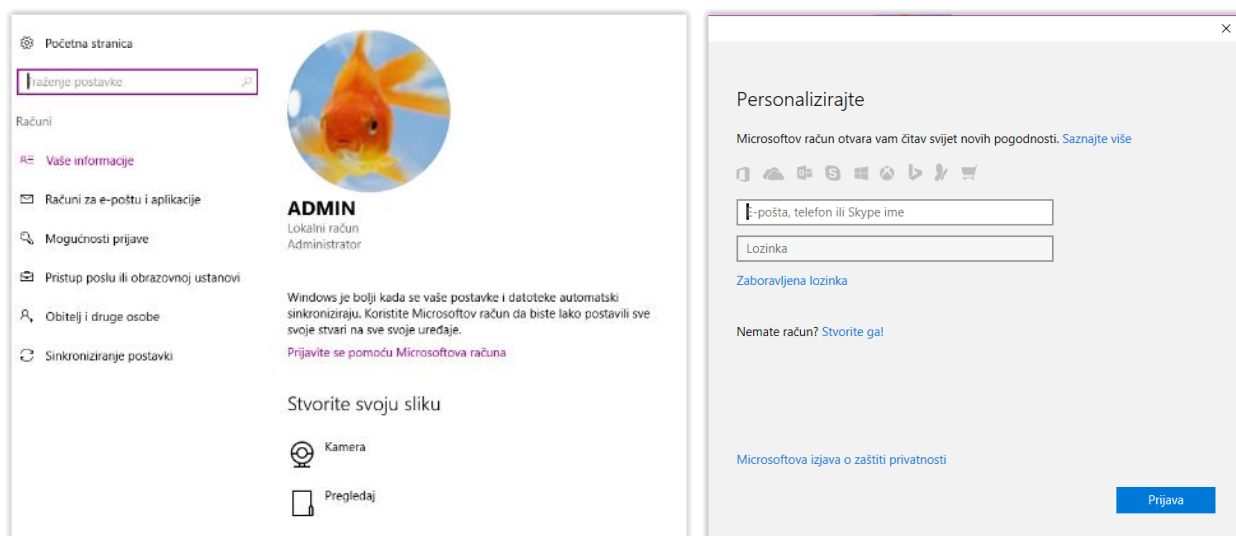 Početna stranica
Traženje postavke
Računi
Vaše informacije
Računi za e-poštu i aplikacije
Mogućnosti prijave
Pristup poslu ili obrazovnoj ustanovi
Obitelj i druge osobe
Sinkroniziranje postavki
ADMIN
Lokalni račun
Administrator
Windows je bolji kada se vaše postavke i datoteke automatski
sinkroniziraju. Koristite Microsoftov račun da biste lako postavili sve
svoje stvari na sve svoje uređaje.
Prijavite se pomoću Microsoftova računa
Stvorite svoju sliku
Kamera
Pregledaj
Personalizirajte
Microsoftov račun otvara vam čitav svijet novih pogodnosti. Saznajte više
E-pošta, telefon ili Skype ime
Lozinka
Zaboravljena lozinka
Nemate račun? Stvorite ga!
Microsoftova izjava o zaštiti privatnosti
Prijava